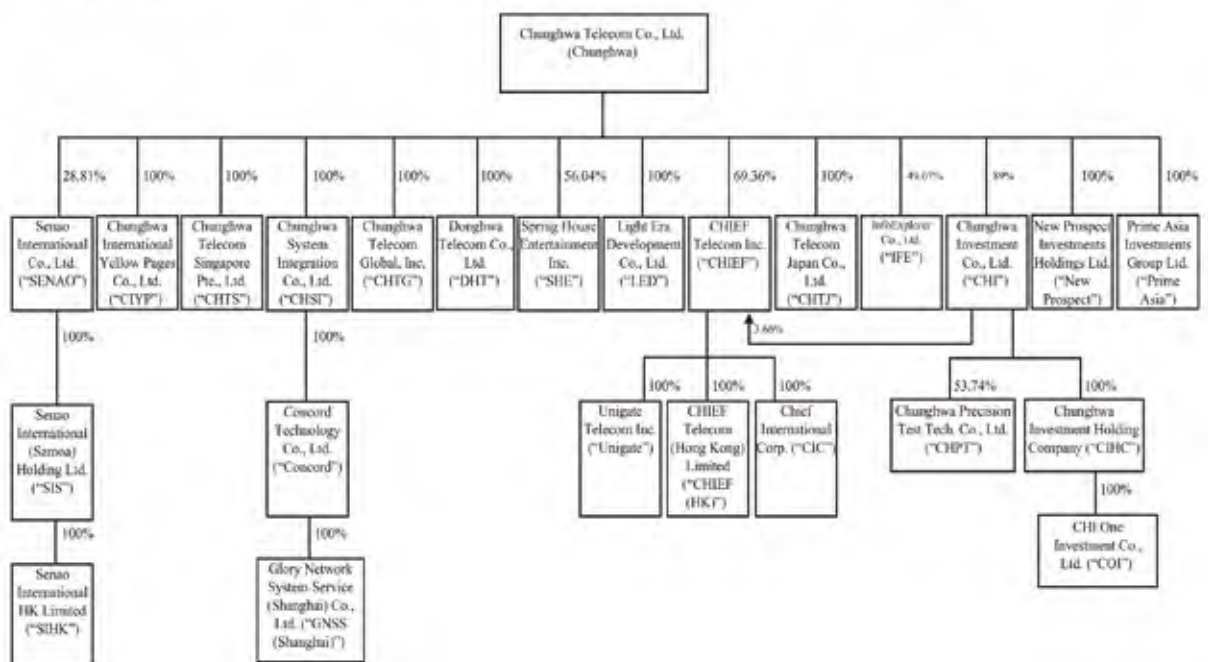 Chunghwa Telecom Co., Ltd.
(Chunghwa)
28.81%
100%
100%
100%
100%
100%
56.04%
100%
69.36%
100%
49.07%
89%
100%
100%
Senao
International
Co., Ltd.
(“SENAO”)
Chunghwa
International
Yellow Pages
Co., Ltd.
(“CIYP”)
Chunghwa
Telecom
Singapore
Pte., Ltd.
(“CHTS”)
Chunghwa
System
Integration
Co., Ltd.
(“CHSI”)
Chunghwa
Telecom
Global, Inc.
(“CHTG”)
Donghwa
Telecom Co.,
Ltd.
(“DHT”)
Spring House
Entertainment
Inc.
(“SHE”)
Light Era
Development
Co., Ltd.
(“LED”)
CHIEF
Telecom Inc.
(“CHIEF”)
Chunghwa
Telecom
Japan Co.,
Ltd.
(“CHTJ”)
InfoExplorer
Co., Ltd.
(“IFE”)
Chunghwa
Investment
Co., Ltd.
(“CHI”)
New Prospect
Investments
Holdings Ltd.
(“New
Prospect”)
Prime Asia
Investments
Group Ltd.
(“Prime
Asia”)
100%
100%
3.66%
100%
100%
100%
53.74%
100%
Senao
International
(Samoa)
Holding Ltd.
(“SIS”)
Concord
Technology
Co., Ltd.
(“Concord”)
Unigate
Telecom Inc.
(“Unigate”)
CHIEF
Telecom
(Hong Kong)
Limited
(“CHIEF
(HK)”)
Chief
International
Corp. (“CIC”)
Chunghwa Precision
Test Tech. Co., Ltd.
(“CHPT”)
Chunghwa
Investment Holding
Company (“CIHC”)
100%
100%
100%
Senao
International
HK Limited
(“SIHK”)
Glory Network
System Service
(Shanghai) Co.,
Ltd. (“GNSS
(Shanghai)”)
CHI One
Investment Co.,
Ltd. (“COI”)